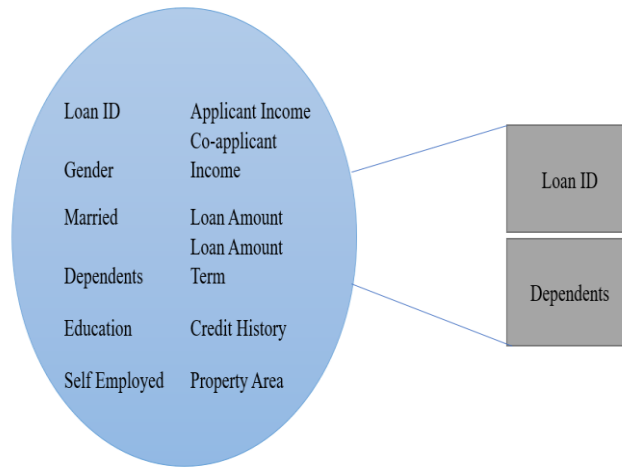 Loan ID
Applicant Income
Co-applicant
Gender
Income
Married
Loan Amount
Loan Amount
Dependents
Term
Education
Credit History
Self Employed
Property Area
Loan ID
Dependents